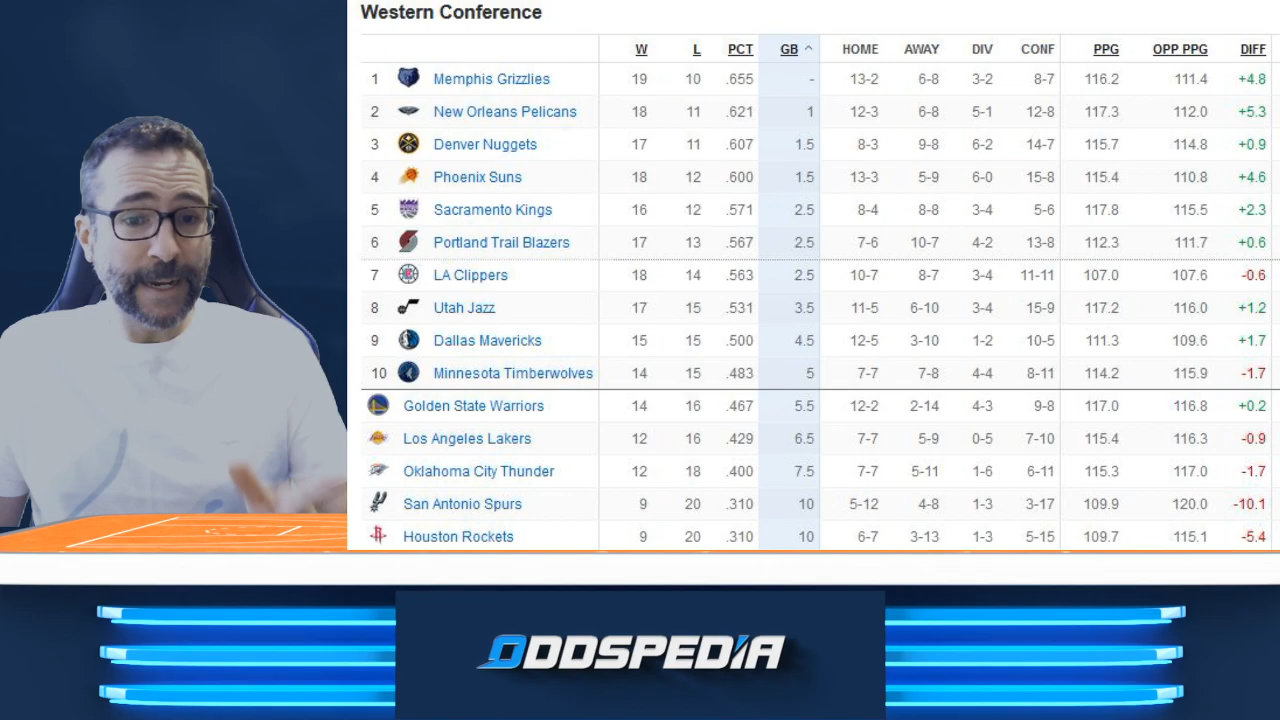 Western Conference
W L PCT GB ^ HOME AWAY DIV CONF PPG OPP PPG DIFF
1 Memphis Grizzlies 19 10 .655 - 13-2 6-8 3-2 8-7 116.2 111.4 +4.8
2 New Orleans Pelicans 18 11 .621 1 12-3 6-8 5-1 12-8 117.3 112.0 +5.3
3 Denver Nuggets 17 11 .607 1.5 8-3 9-8 6-2 14-7 115.7 114.8 +0.9
4 Phoenix Suns 18 12 .600 1.5 13-3 5-9 6-0 15-8 115.4 110.8 +4.6
5 Sacramento Kings 16 12 .571 2.5 8-4 8-8 3-4 5-6 117.8 115.5 +2.3
6 Portland Trail Blazers 17 13 .567 2.5 7-6 10-7 4-2 13-8 112.3 111.7 +0.6
7 LA Clippers 18 14 .563 2.5 10-7 8-7 3-4 11-11 107.0 107.6 -0.6
8 Utah Jazz 17 15 .531 3.5 11-5 6-10 3-4 15-9 117.2 116.0 +1.2
9 Dallas Mavericks 15 15 .500 4.5 12-5 3-10 1-2 10-5 111.3 109.6 +1.7
10 Minnesota Timberwolves 14 15 .483 5 7-7 7-8 4-4 8-11 114.2 115.9 -1.7
Golden State Warriors 14 16 .467 5.5 12-2 2-14 4-3 9-8 117.0 116.8 +0.2
Los Angeles Lakers 12 16 .429 6.5 7-7 5-9 0-5 7-10 115.4 116.3 -0.9
Oklahoma City Thunder 12 18 .400 7.5 7-7 5-11 1-6 6-11 115.3 117.0 -1.7
San Antonio Spurs 9 20 .310 10 5-12 4-8 1-3 3-17 109.9 120.0 -10.1
Houston Rockets 9 20 .310 10 6-7 3-13 1-3 5-15 109.7 115.1 -5.4
ODDSPEDIA